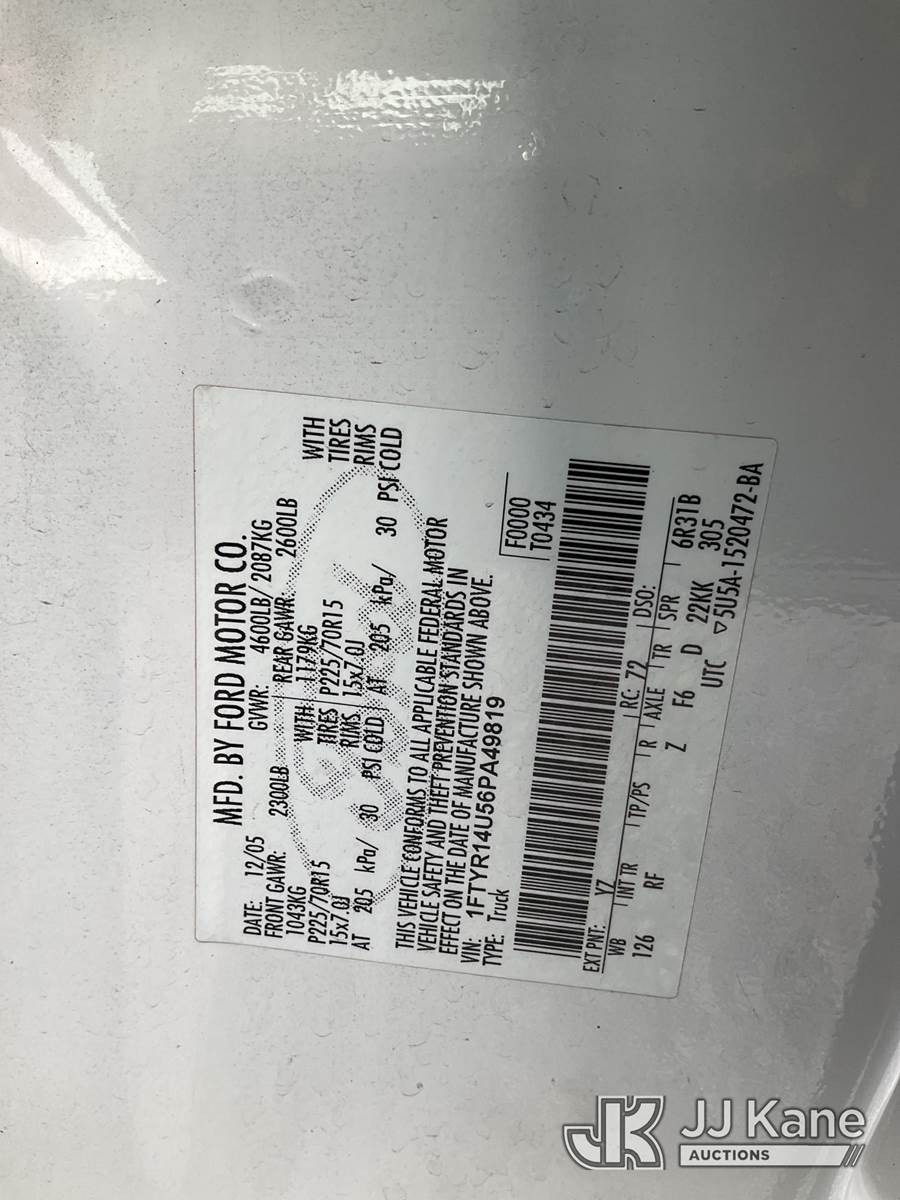 MFD. BY FORD MOTOR CO.
DATE: 12/05 GVWR: 4600LB/ 2087KG
FRONT GAWR: 2300LB REAR GAWR: 2600LB
1043KG WITH 1179KG WITH
P225/70R15 TIRES P225/70R15 TIRES
15x7.0J RIMS 15x7.0J RIMS
AT 205 kPa/ 30 PSI COLD AT 205 kPa/ 30 PSI COLD
THIS VEHICLE CONFORMS TO ALL APPLICABLE FEDERAL MOTOR
VEHICLE SAFETY AND THEFT PREVENTION STANDARDS IN
EFFECT ON THE DATE OF MANUFACTURE SHOWN ABOVE.
VIN: 1FTYR14U56PA49819
TYPE: Truck
F0000
T0434
EXT PNT: YZ RC: 72 DSO:
WB INT TR TP/PS R AXLE TR SPR 6R31B
126 RF Z F6 D 22KK 305
UTC ▽5U5A-1520472-BA
JK JJ Kane
AUCTIONS